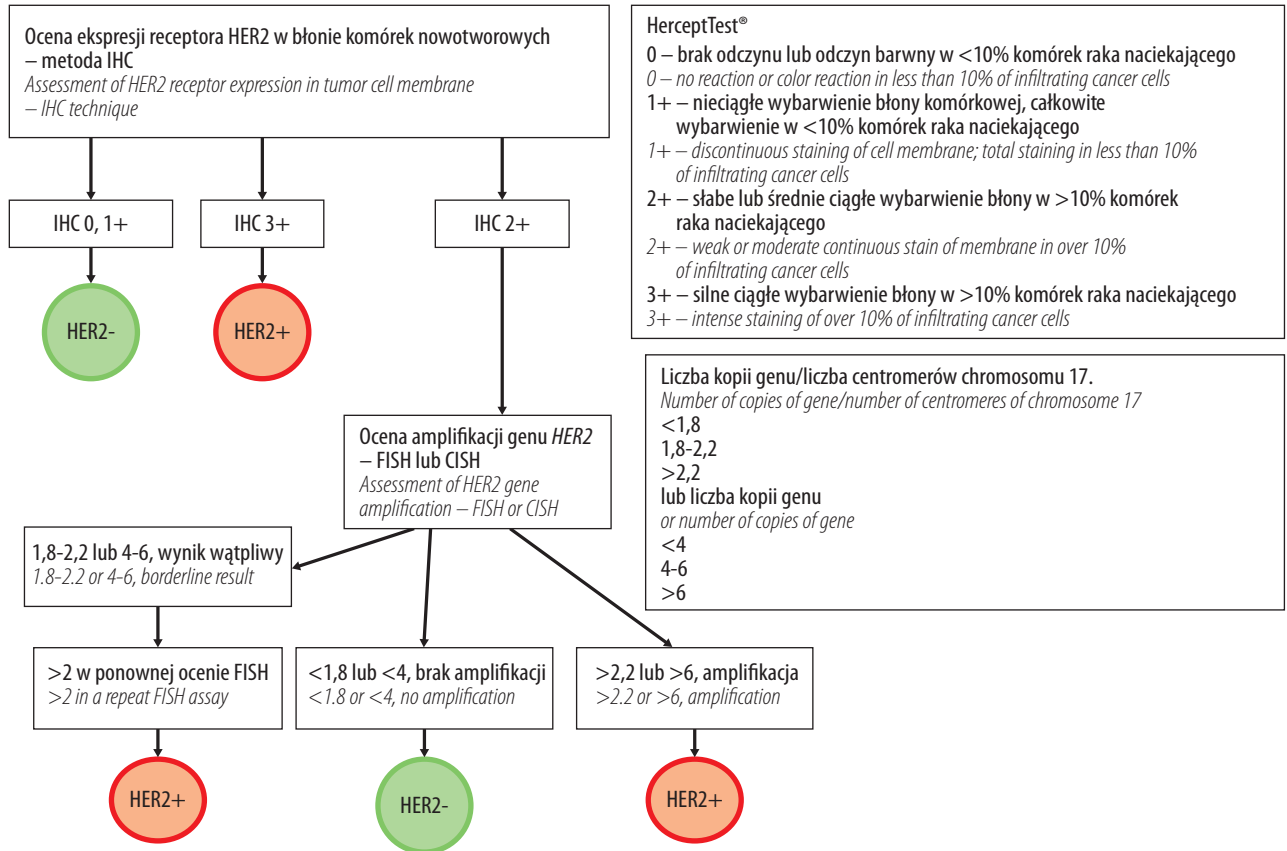 Ocena ekspresji receptora HER2 w błonie komórek nowotworowych
– metoda IHC
Assessment of HER2 receptor expression in tumor cell membrane
– IHC technique
HerceptTest®
0 – brak odczynu lub odczyn barwny w <10% komórek raka naciekającego
0 – no reaction or color reaction in less than 10% of infiltrating cancer cells
1+ – nieciągłe wybarwienie błony komórkowej, całkowite
wybarwienie w <10% komórek raka naciekającego
1+ – discontinuous staining of cell membrane; total staining in less than 10%
of infiltrating cancer cells
2+ – słabe lub średnie ciągłe wybarwienie błony w >10% komórek
raka naciekającego
2+ – weak or moderate continuous stain of membrane in over 10%
of infiltrating cancer cells
3+ – silne ciągłe wybarwienie błony w >10% komórek raka naciekającego
3+ – intense staining of over 10% of infiltrating cancer cells
IHC 0, 1+
IHC 3+
IHC 2+
HER2-
HER2+
Liczba kopii genu/liczba centromerów chromosomu 17.
Number of copies of gene/number of centromeres of chromosome 17
<1,8
1,8-2,2
>2,2
lub liczba kopii genu
or number of copies of gene
<4
4-6
>6
Ocena amplifikacji genu HER2
– FISH lub CISH
Assessment of HER2 gene
amplification – FISH or CISH
1,8-2,2 lub 4-6, wynik wątpliwy
1.8-2.2 or 4-6, borderline result
>2 w ponownej ocenie FISH
>2 in a repeat FISH assay
<1,8 lub <4, brak amplifikacji
<1.8 or <4, no amplification
>2,2 lub >6, amplifikacja
>2.2 or >6, amplification
HER2+
HER2-
HER2+